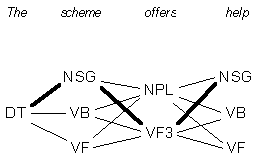 The scheme offers help
NSG NPL NSG
DT VB VB
VF3
VF VF